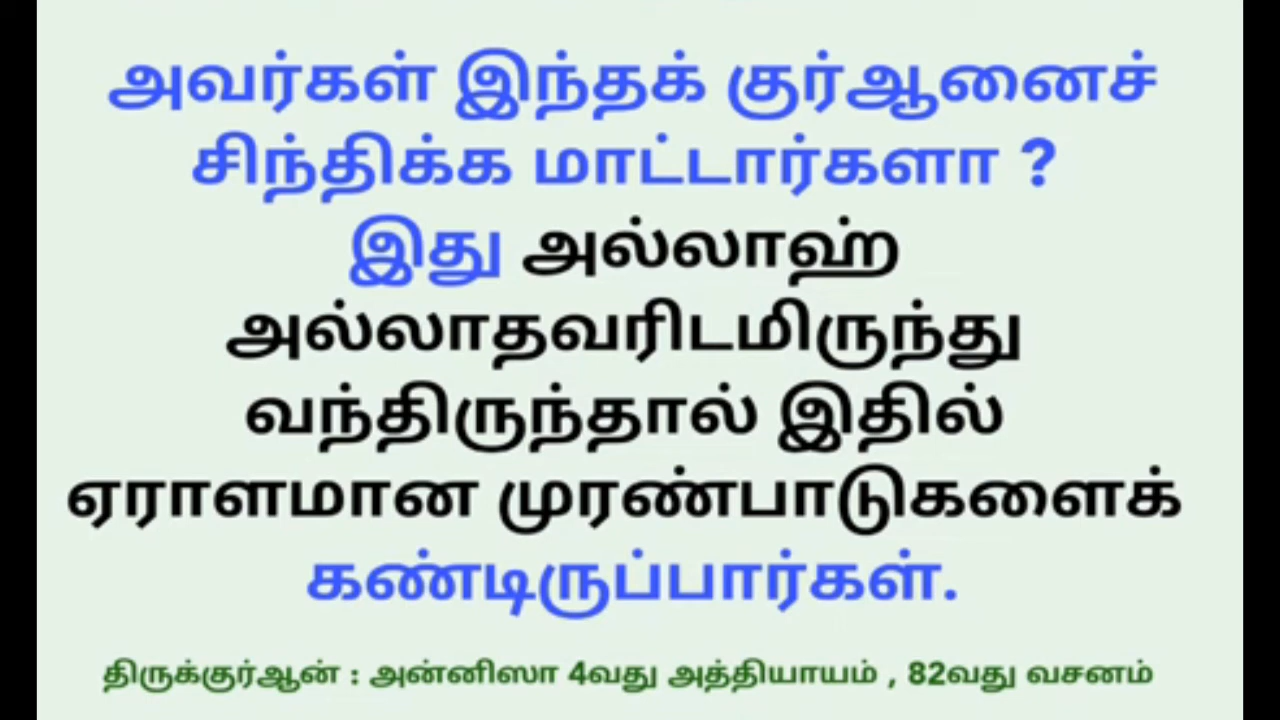 அவர்கள் இந்தக் குர்ஆனைச்
சிந்திக்க மாட்டார்களா ?
இது அல்லாஹ்
அல்லாதவரிடமிருந்து
வந்திருந்தால் இதில்
ஏராளமான முரண்பாடுகளைக்
கண்டிருப்பார்கள்.
திருக்குர்ஆன் : அன்னிஸா 4வது அத்தியாயம் , 82வது வசனம்